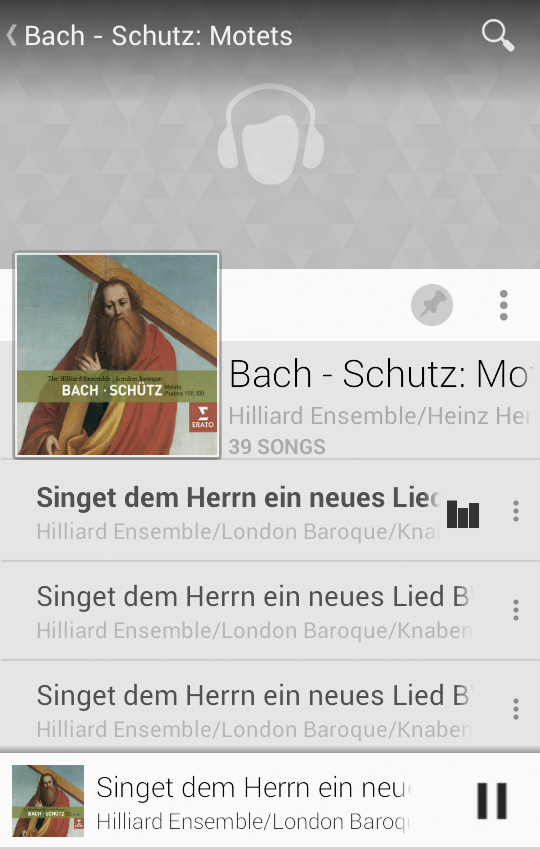 Bach - Schutz: Motets
The Hilliard Ensemble | London Baroque
BACH · SCHÜTZ Motets
Psalms 119, 100
ERATO
Bach - Schutz: Mo
Hilliard Ensemble/Heinz Her
39 SONGS
Singet dem Herrn ein neues Lied
Hilliard Ensemble/London Baroque/Kna
Singet dem Herrn ein neues Lied B
Hilliard Ensemble/London Baroque/Knaben
Singet dem Herrn ein neues Lied B
Hilliard Ensemble/London Baroque/Knaben
BACH · SCHÜTZ
Singet dem Herrn ein neu
Hilliard Ensemble/London Baroq